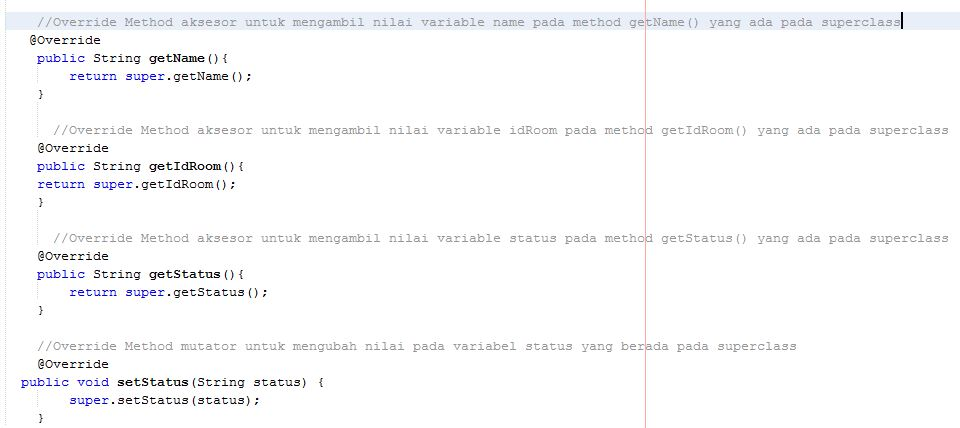 //Override Method aksesor untuk mengambil nilai variable name pada method getName() yang ada pada superclass
@Override
public String getName(){
return super.getName();
}
//Override Method aksesor untuk mengambil nilai variable idRoom pada method getIdRoom() yang ada pada superclass
@Override
public String getIdRoom(){
return super.getIdRoom();
}
//Override Method aksesor untuk mengambil nilai variable status pada method getStatus() yang ada pada superclass
@Override
public String getStatus(){
return super.getStatus();
}
//Override Method mutator untuk mengubah nilai pada variabel status yang berada pada superclass
@Override
public void setStatus(String status) {
super.setStatus(status);
}